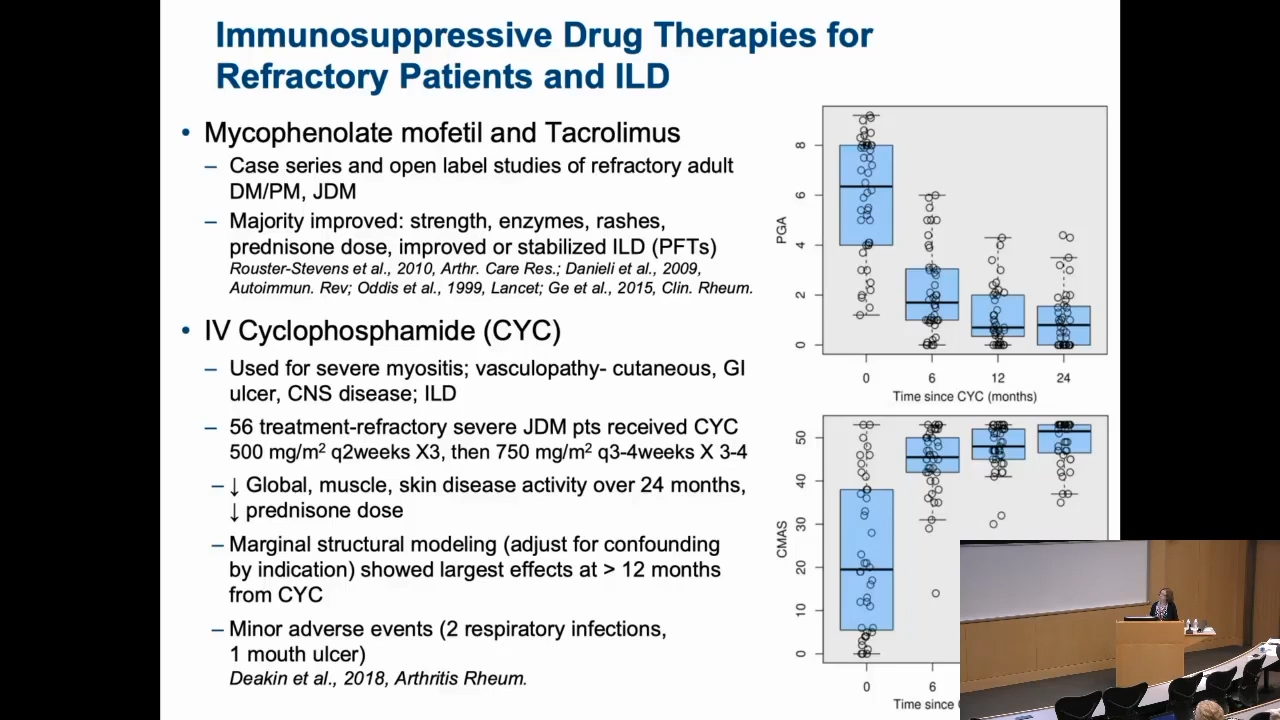 Immunosuppressive Drug Therapies for
Refractory Patients and ILD
• Mycophenolate mofetil and Tacrolimus
– Case series and open label studies of refractory adult
DM/PM, JDM
– Majority improved: strength, enzymes, rashes,
prednisone dose, improved or stabilized ILD (PFTs)
Rouster-Stevens et al., 2010, Arthr. Care Res.; Danieli et al., 2009,
Autoimmun. Rev; Oddis et al., 1999, Lancet; Ge et al., 2015, Clin. Rheum.
• IV Cyclophosphamide (CYC)
– Used for severe myositis; vasculopathy- cutaneous, GI
ulcer, CNS disease; ILD
– 56 treatment-refractory severe JDM pts received CYC
500 mg/m² q2weeks X3, then 750 mg/m² q3-4weeks X 3-4
– ↓ Global, muscle, skin disease activity over 24 months,
↓ prednisone dose
– Marginal structural modeling (adjust for confounding
by indication) showed largest effects at > 12 months
from CYC
– Minor adverse events (2 respiratory infections,
1 mouth ulcer)
Deakin et al., 2018, Arthritis Rheum.
PGA
8
6
4
2
0
0 6 12 24
Time since CYC (months)
CMAS
50
40
30
20
10
0
0 6
Time since